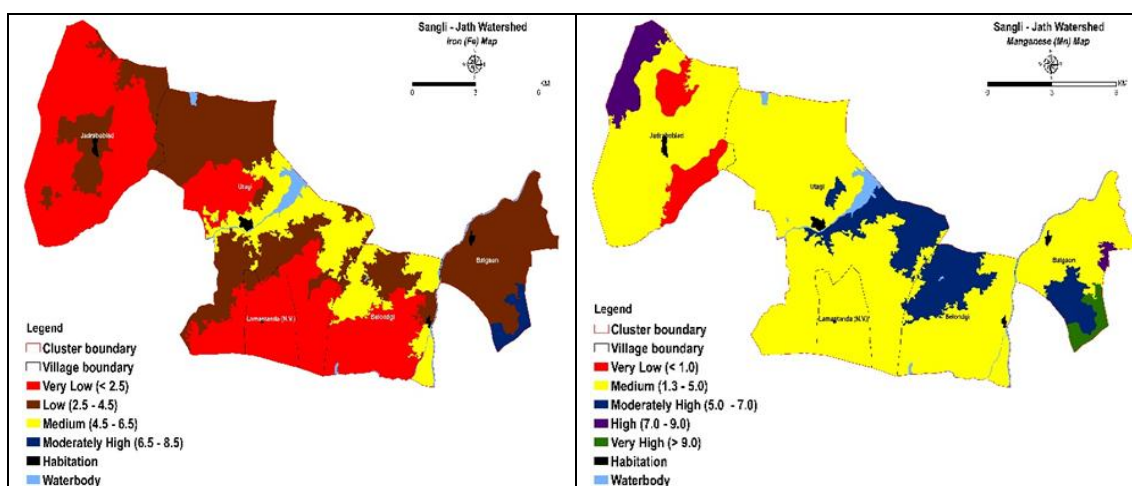 Sangli - Jath Watershed
Iron (Fe) Map
0
3
6
KM
Utagi
Balgaon
Lamantanda (N.V.)
Belondgi
Legend
Cluster boundary
Village boundary
Very Low (< 2.5)
Low (2.5 - 4.5)
Medium (4.5 - 6.5)
Moderately High (6.5 - 8.5)
Habitation
Waterbody
Sangli - Jath Watershed
Manganese (Mn) Map
KM
Utagi
Balgaon
Lamantanda (N.V.)
Belondgi
Legend
Cluster boundary
Village boundary
Very Low (< 1.0)
Medium (1.3 - 5.0)
Moderately High (5.0 - 7.0)
High (7.0 - 9.0)
Very High (> 9.0)
Habitation
Waterbody